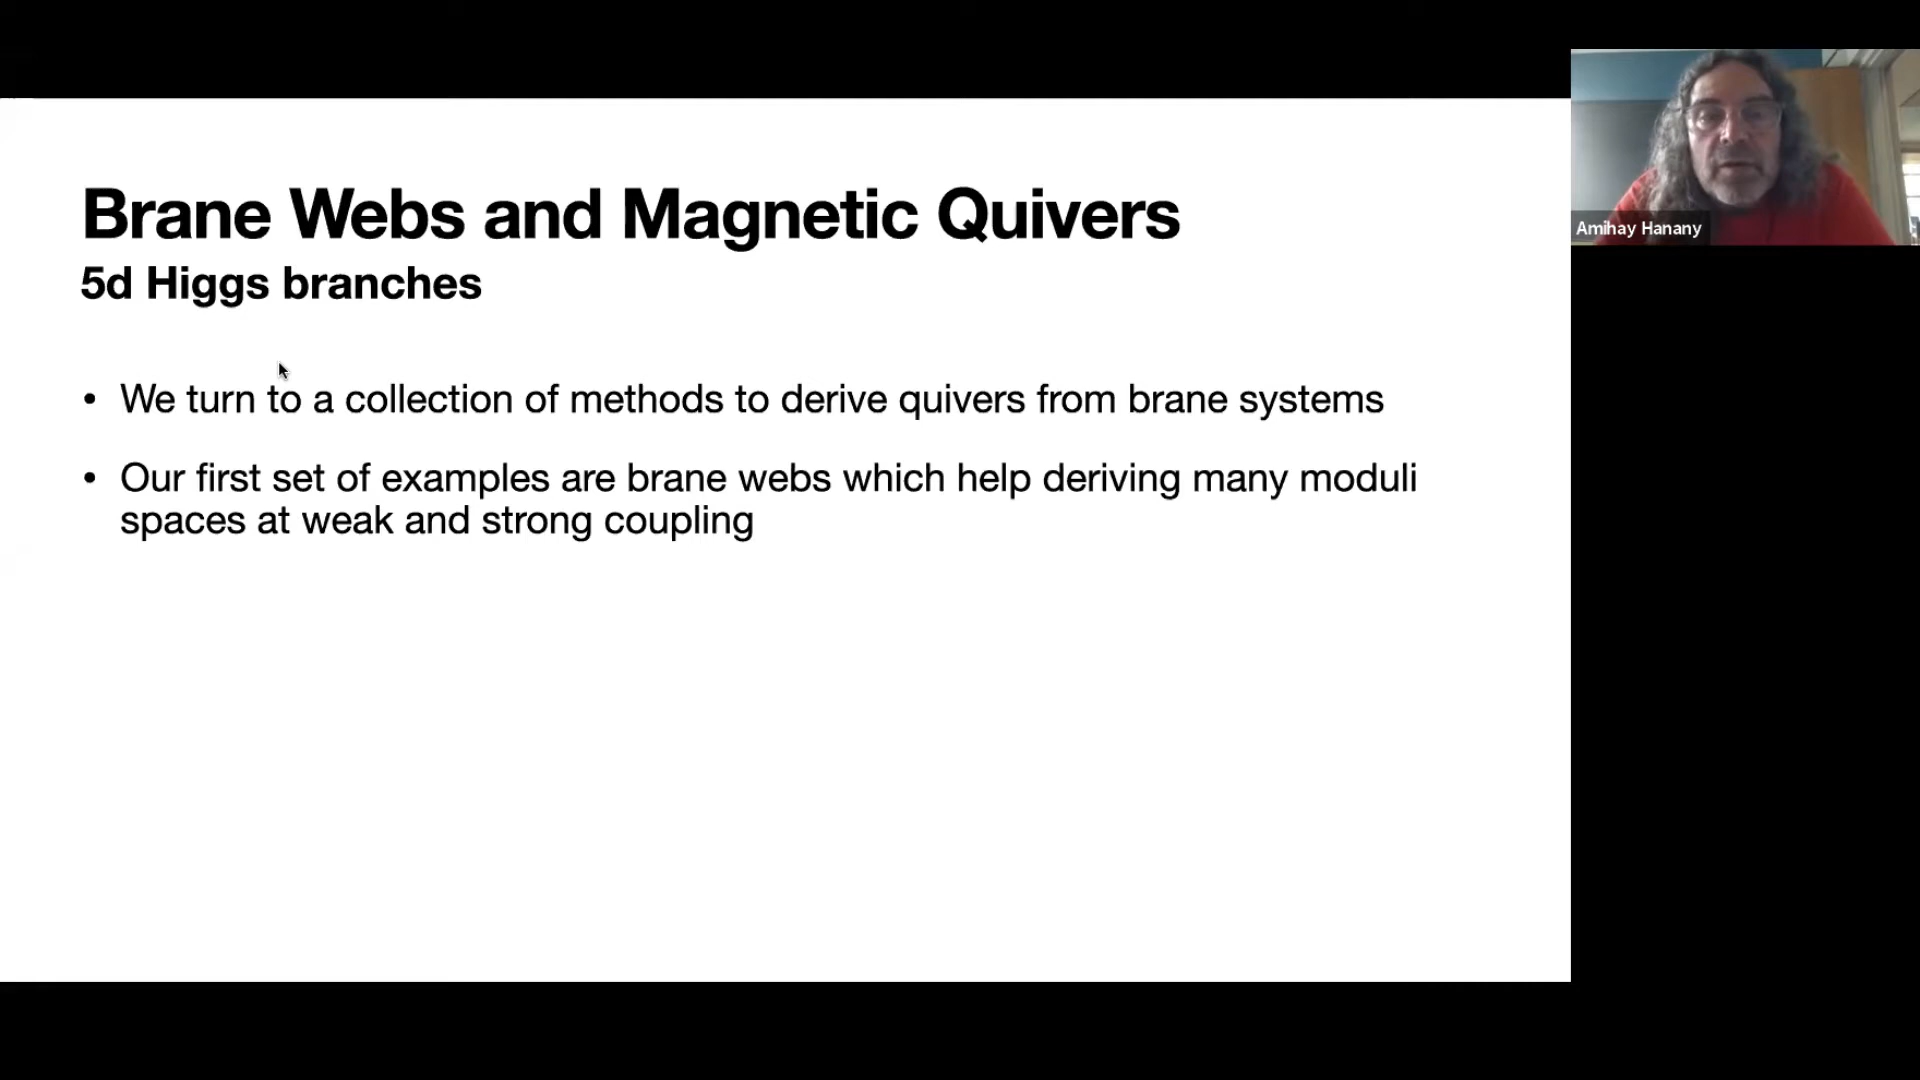 Brane Webs and Magnetic Quivers
5d Higgs branches
• We turn to a collection of methods to derive quivers from brane systems
• Our first set of examples are brane webs which help deriving many moduli
spaces at weak and strong coupling
Amihay Hanany